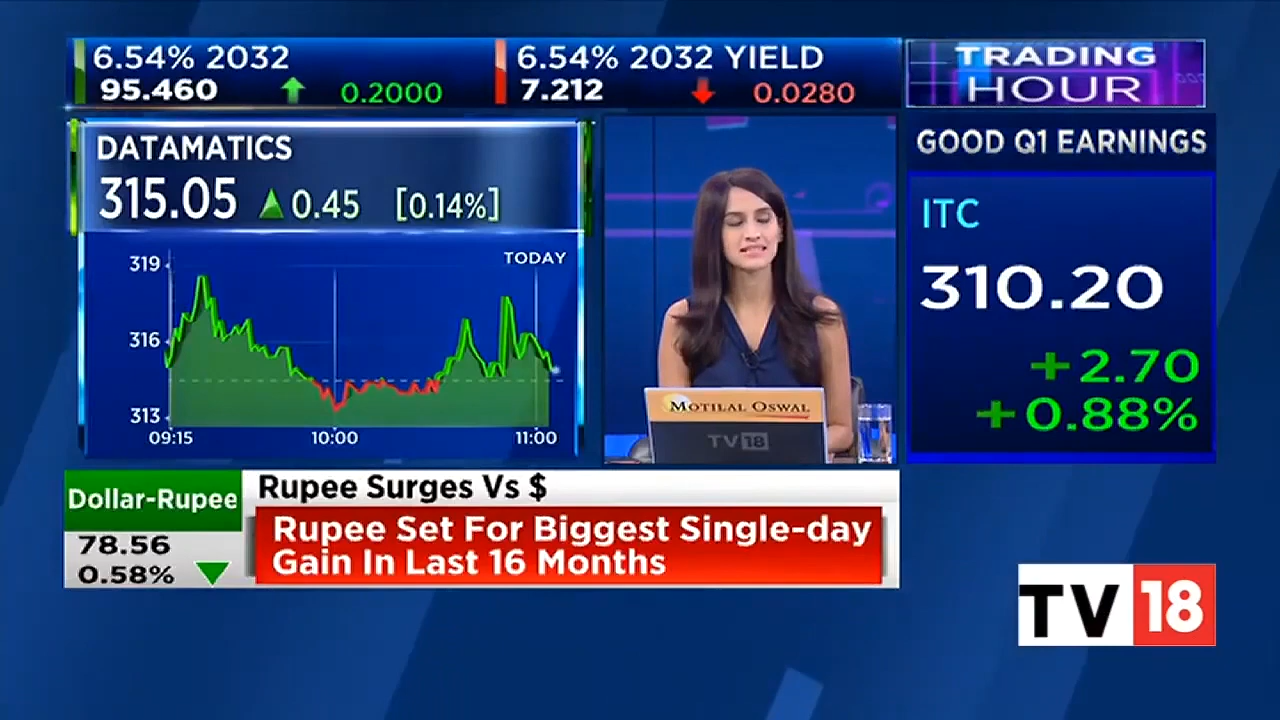 6.54% 2032
95.460 0.2000
6.54% 2032 YIELD
7.212 0.0280
TRADING
HOUR
DATAMATICS
315.05 0.45 [0.14%]
TODAY
319
316
313
09:15 10:00 11:00
MOTILAL OSWAL
TV18
GOOD Q1 EARNINGS
ITC
310.20
+2.70
+0.88%
Dollar-Rupee
78.56
0.58%
Rupee Surges Vs $
Rupee Set For Biggest Single-day
Gain In Last 16 Months
TV18